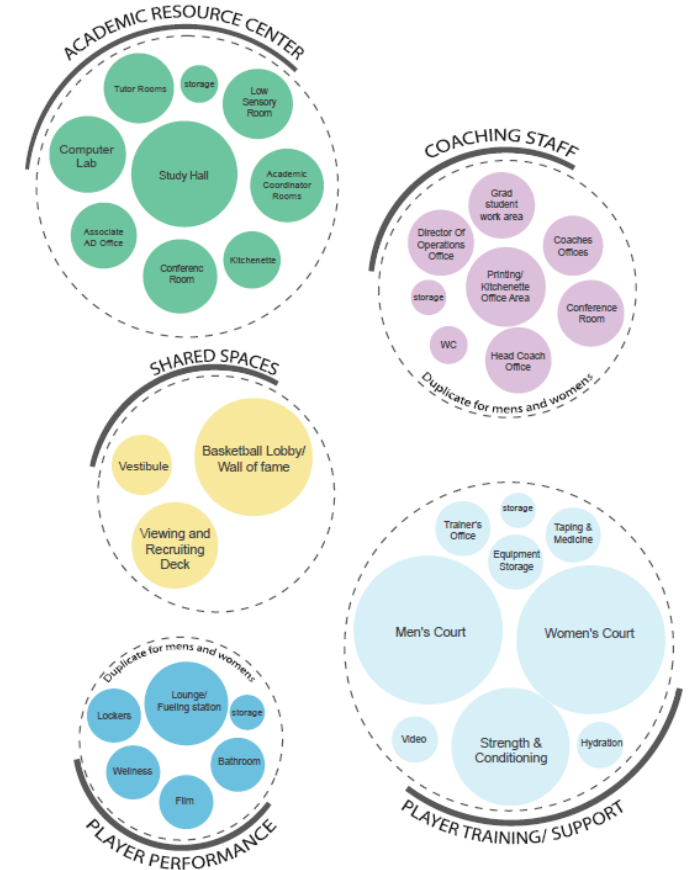 ACADEMIC RESOURCE CENTER
Tutor Rooms
storage
Low
Sensory
Room
Computer
Lab
Study Hall
Academic
Coordinator
Rooms
Associate
AD Office
Conferenc
Room
Kitchenette
COACHING STAFF
Grad
student
work area
Director Of
Operations
Office
Coaches
Offices
Printing/
Kitchenette
Office Area
storage
Conference
Room
WC
Head Coach
Office
Duplicate for mens and womens
SHARED SPACES
Basketball Lobby/
Wall of fame
Vestibule
Viewing and
Recruiting
Deck
storage
Trainer's
Office
Taping &
Medicine
Equipment
Storage
Men's Court
Women's Court
Video
Strength &
Conditioning
Hydration
PLAYER TRAINING/ SUPPORT
Duplicate for mens and womens
Lounge/
Fueling station
Lockers
storage
Wellness
Bathroom
Film
PLAYER PERFORMANCE